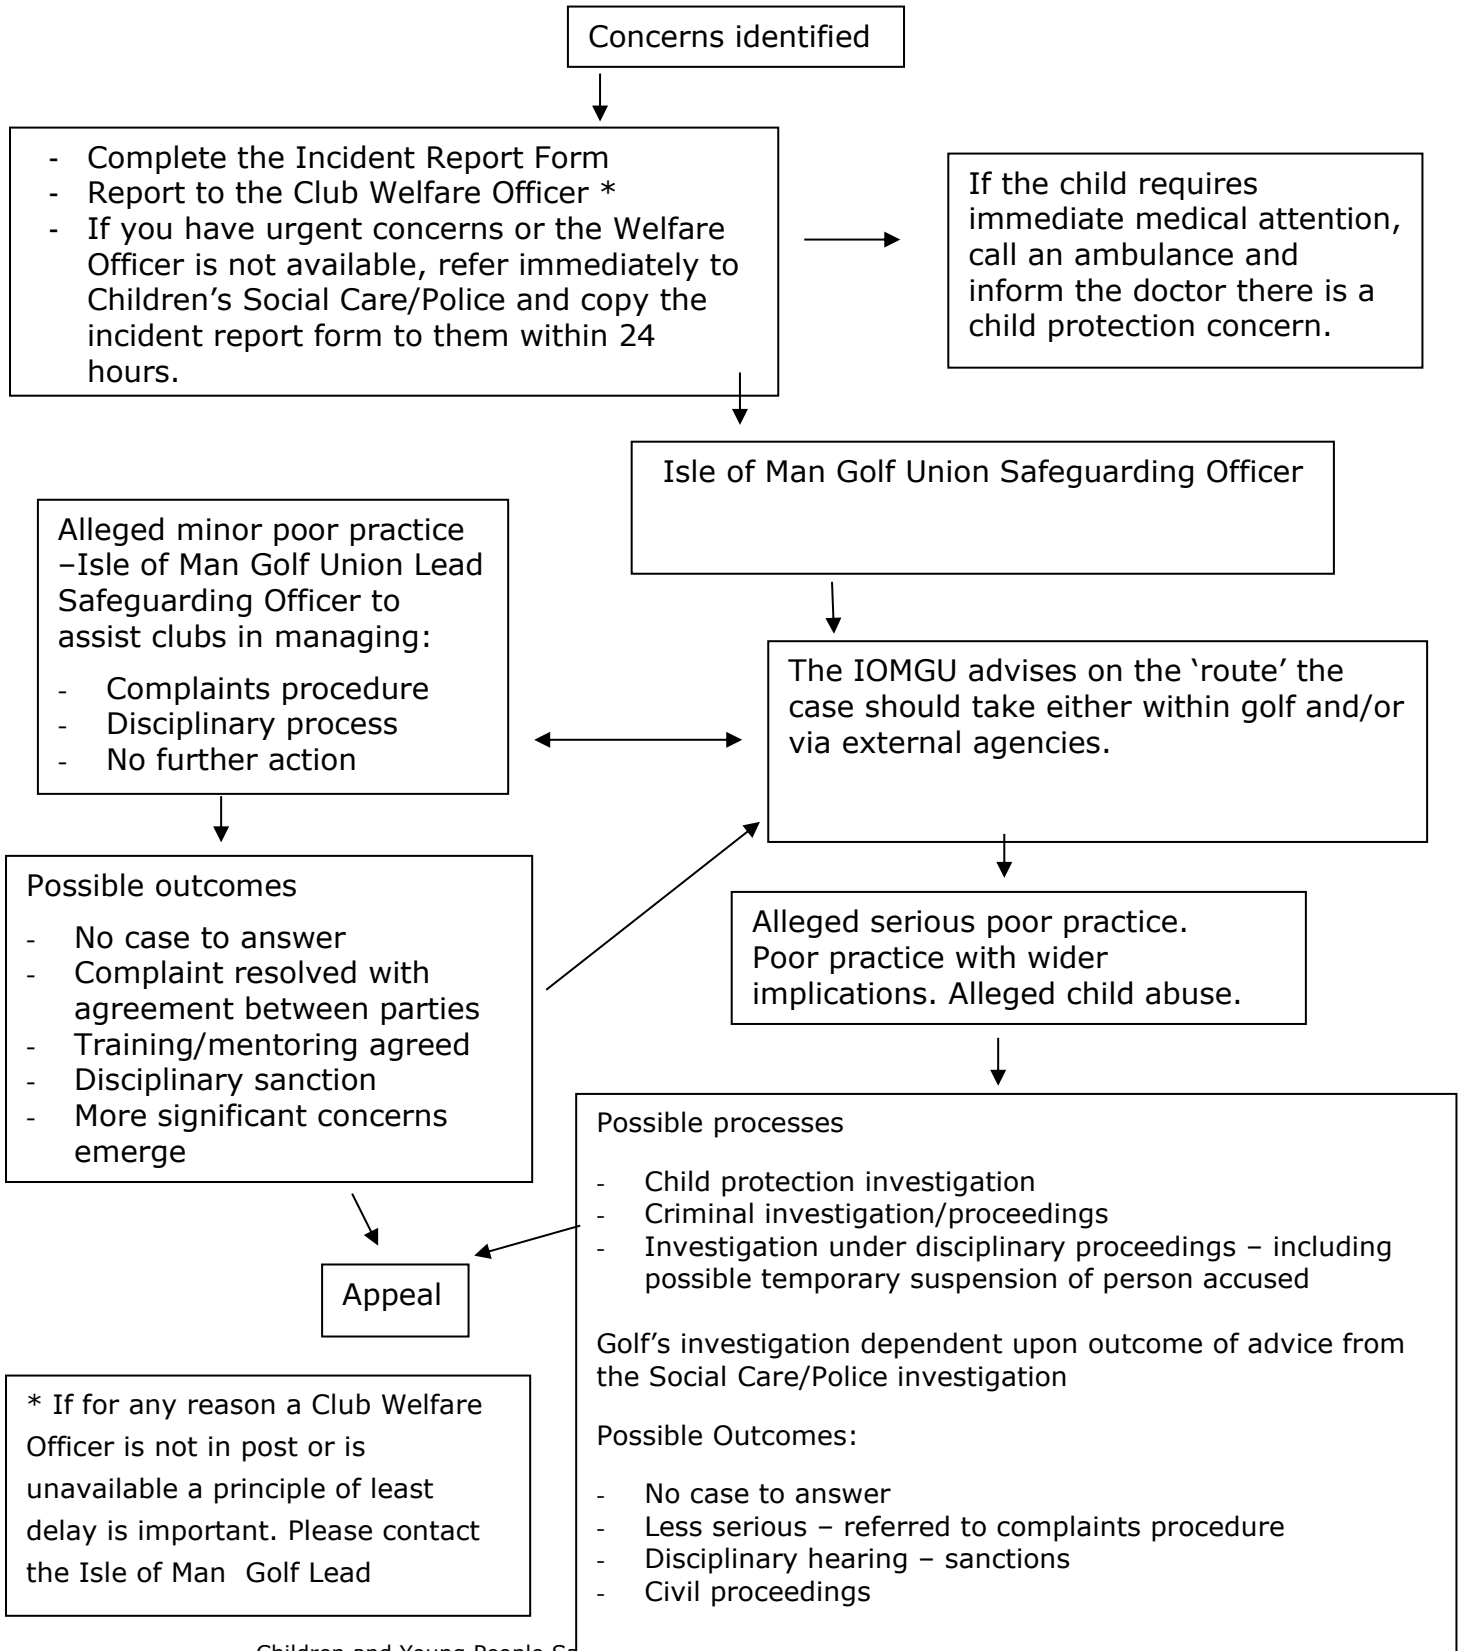 Concerns identified
- Complete the Incident Report Form
- Report to the Club Welfare Officer *
- If you have urgent concerns or the Welfare
Officer is not available, refer immediately to
Children’s Social Care/Police and copy the
incident report form to them within 24
hours.
If the child requires
immediate medical attention,
call an ambulance and
inform the doctor there is a
child protection concern.
Isle of Man Golf Union Safeguarding Officer
Alleged minor poor practice
–Isle of Man Golf Union Lead
Safeguarding Officer to
assist clubs in managing:
- Complaints procedure
- Disciplinary process
- No further action
The IOMGU advises on the ‘route’ the
case should take either within golf and/or
via external agencies.
Possible outcomes
- No case to answer
- Complaint resolved with
agreement between parties
- Training/mentoring agreed
- Disciplinary sanction
- More significant concerns
emerge
Alleged serious poor practice.
Poor practice with wider
implications. Alleged child abuse.
Possible processes
- Child protection investigation
- Criminal investigation/proceedings
- Investigation under disciplinary proceedings – including
possible temporary suspension of person accused
Golf’s investigation dependent upon outcome of advice from
the Social Care/Police investigation
Possible Outcomes:
- No case to answer
- Less serious – referred to complaints procedure
- Disciplinary hearing – sanctions
- Civil proceedings
Appeal
* If for any reason a Club Welfare
Officer is not in post or is
unavailable a principle of least
delay is important. Please contact
the Isle of Man Golf Lead
Children and Young People